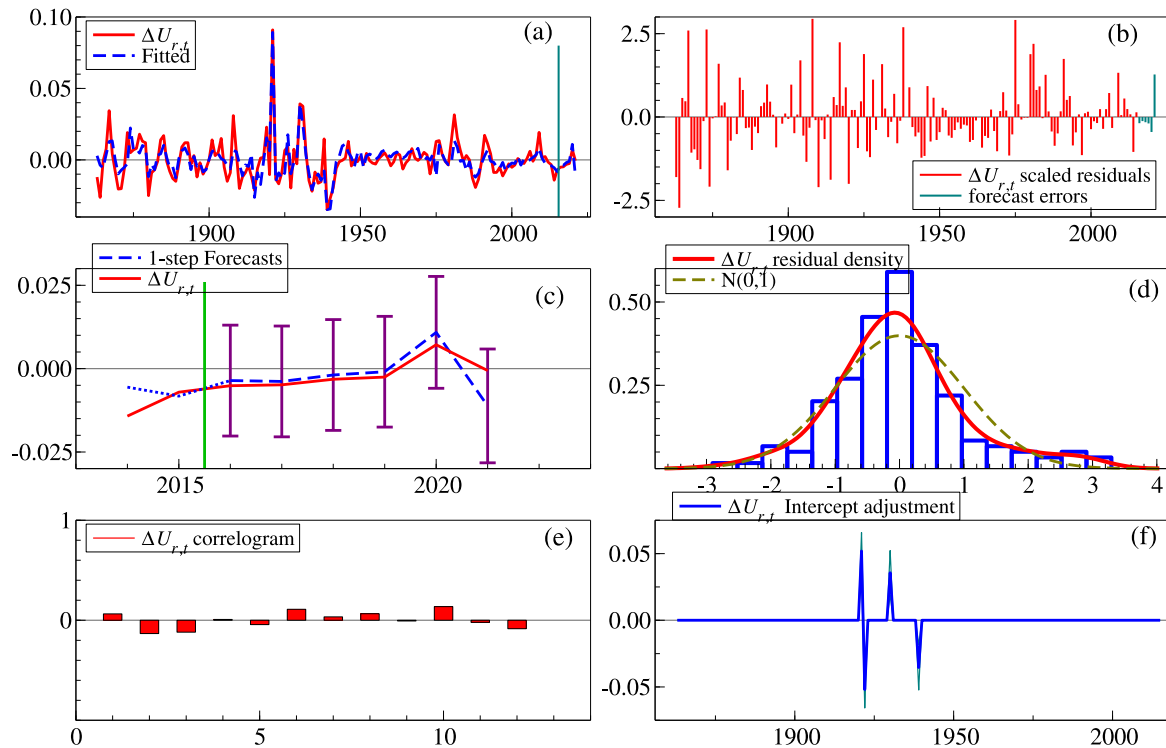 0.10
0.05
0.00
(a)
ΔU_{r,t}
Fitted
1900
1950
2000
2.5
0.0
-2.5
(b)
ΔU_{r,t} scaled residuals
forecast errors
1900
1950
2000
1-step Forecasts
ΔU_{r,t}
0.025
0.000
-0.025
(c)
2015
2020
ΔU_{r,t} residual density
N(0,1)
0.50
0.25
(d)
-3
-2
-1
0
1
2
3
4
1
0
ΔU_{r,t} correlogram
(e)
0
5
10
ΔU_{r,t} Intercept adjustment
0.05
0.00
-0.05
(f)
1900
1950
2000